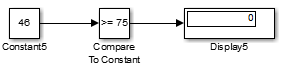 46
Constant5
>= 75
Compare
To Constant
0
Display5